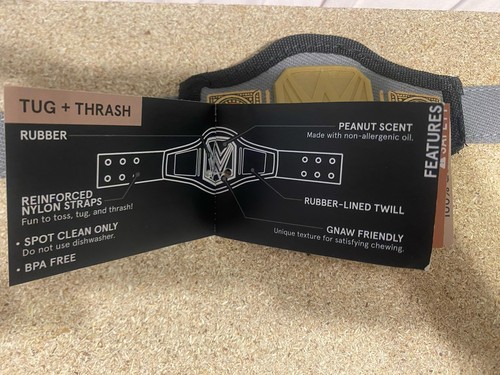 TUG + THRASH
RUBBER
REINFORCED
NYLON STRAPS
Fun to toss, tug, and thrash!
• SPOT CLEAN ONLY
Do not use dishwasher.
• BPA FREE
PEANUT SCENT
Made with non-allergenic oil.
RUBBER-LINED TWILL
GNAW FRIENDLY
Unique texture for satisfying chewing.
FEATURES